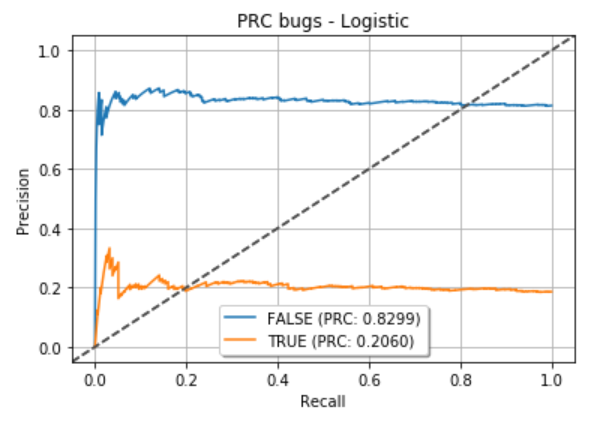 PRC bugs - Logistic
1.0
0.8
0.6
0.4
0.2
0.0
Precision
FALSE (PRC: 0.8299)
TRUE (PRC: 0.2060)
0.0 0.2 0.4 0.6 0.8 1.0
Recall